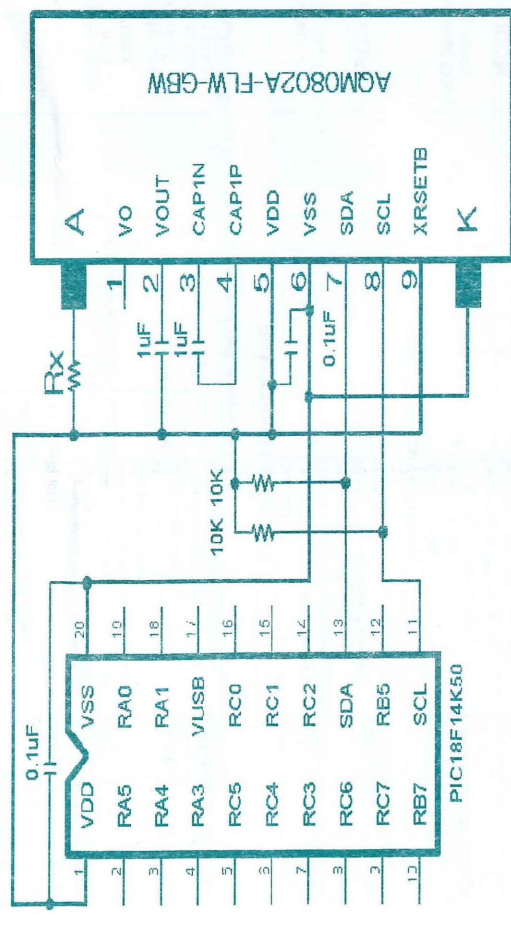 AQM0802A-FLW-GBW
A
VO
VOUT
CAP1N
CAP1P
VDD
VSS
SDA
SCL
XRSETB
K
1
2
3
4
5
6
7
8
9
Rx
1uF
1uF
0.1uF
10K 10K
0.1uF
20
19
18
17
16
15
14
13
12
11
VSS
RA0
RA1
VUSB
RC0
RC1
RC2
SDA
RB5
SCL
VDD
RA5
RA4
RA3
RC5
RC4
RC3
RC6
RC7
RB7
1
2
3
4
5
6
7
PIC18F14K50